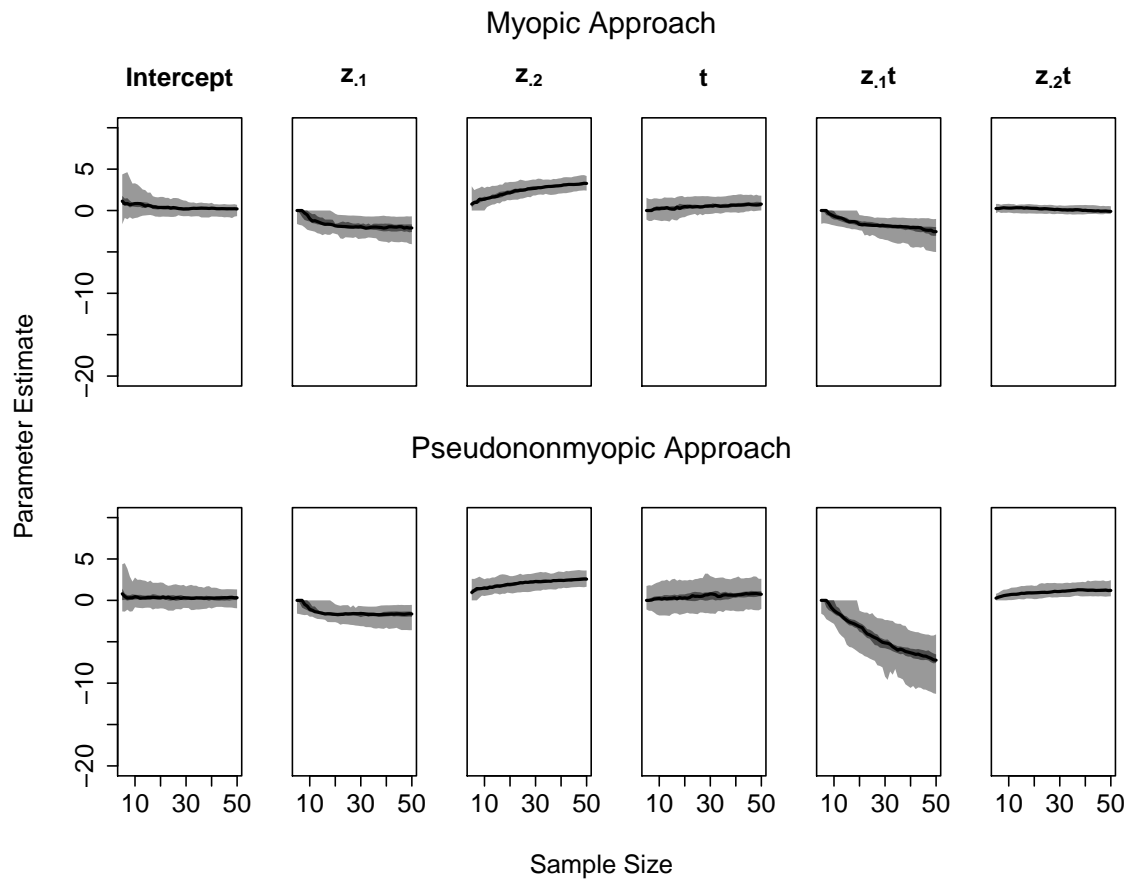 Myopic Approach
Intercept z.1 z.2 t z.1t z.2t
5
0
−10
−20
Parameter Estimate
Pseudononmyopic Approach
5
0
−10
−20
10 30 50 10 30 50 10 30 50 10 30 50 10 30 50 10 30 50
Sample Size